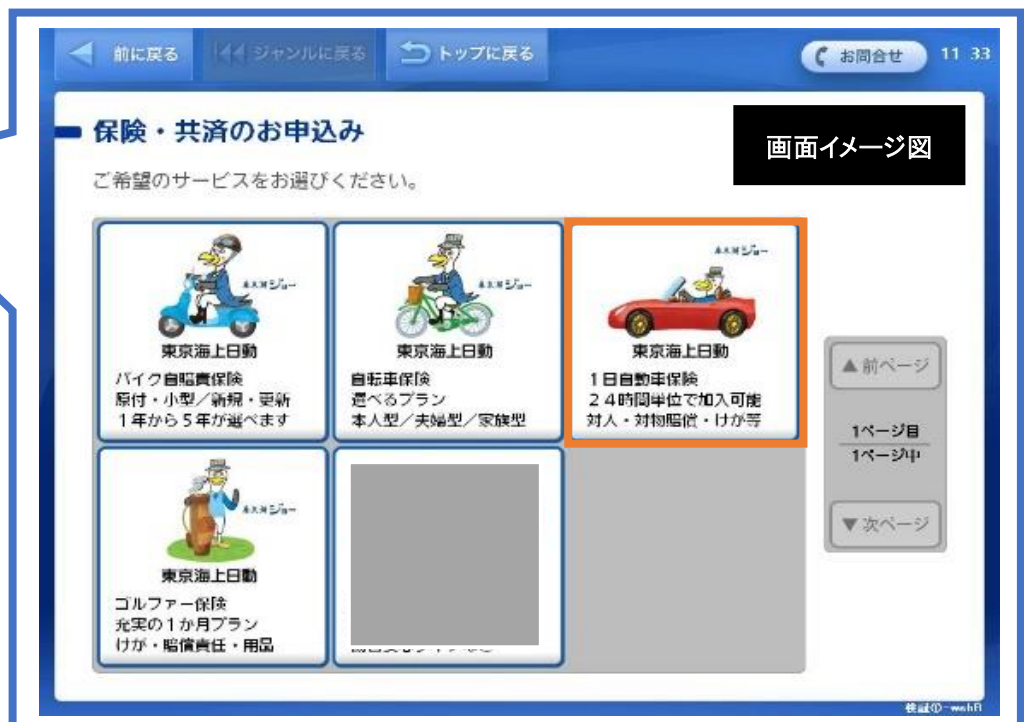 前に戻る
ジャンルに戻る
トップに戻る
お問合せ
11 33
保険・共済のお申込み
画面イメージ図
ご希望のサービスをお選びください。
東京海上日動
バイク自賠責保険
原付・小型／新規・更新
1年から5年が選べます
東京海上日動
自転車保険
選べるプラン
本人型／夫婦型／家族型
東京海上日動
1日自動車保険
24時間単位で加入可能
対人・対物賠償・けが等
▲前ページ
1ページ目
1ページ中
▼次ページ
東京海上日動
ゴルファー保険
充実の1か月プラン
けが・賠償責任・用品